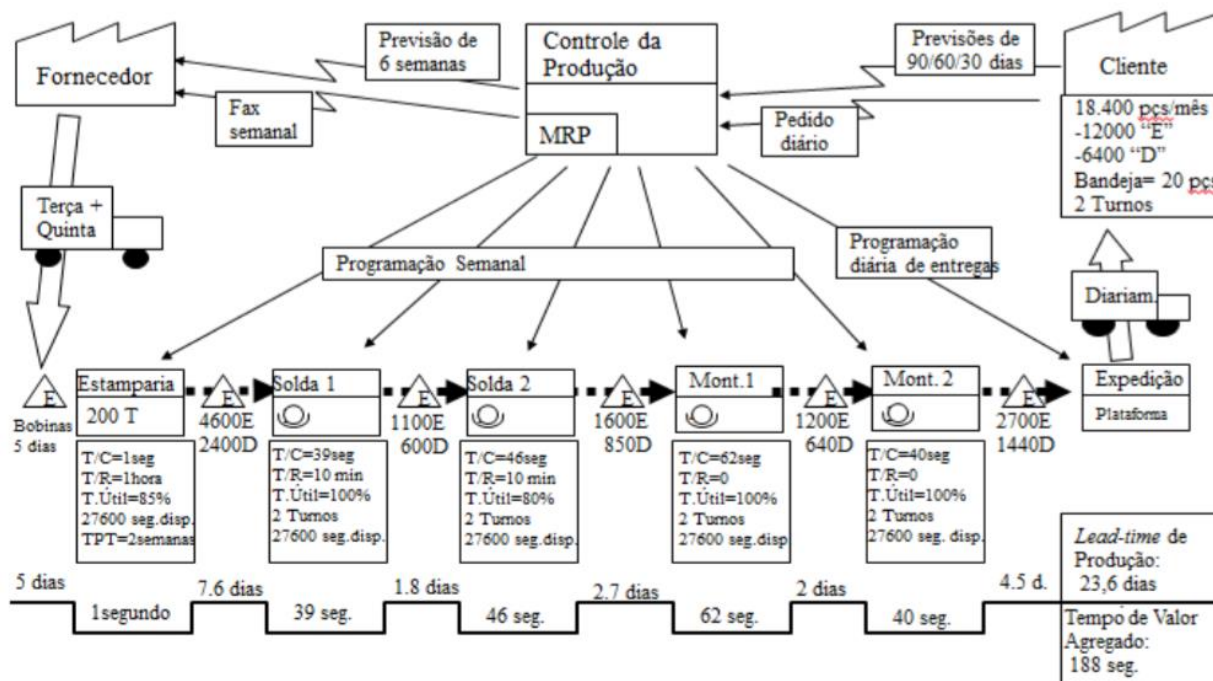 Fornecedor
Previsão de
6 semanas
Fax
semanal
Controle da
Produção
MRP
Previsões de
90/60/30 dias
Pedido
diário
Cliente
18.400 pçs/mês
-12000 “E”
-6400 “D”
Bandeja= 20 pçs
2 Turnos
Terça +
Quinta
Programação Semanal
Programação
diária de entregas
Diariam.
E
Bobinas
5 dias
Estamparia
200 T
T/C=1seg
T/R=1hora
T.Útil=85%
27600 seg.disp.
TPT=2semanas
E
4600E
2400D
Solda 1
T/C=39seg
T/R=10 min
T.Útil=100%
2 Turnos
27600 seg.disp.
E
1100E
600D
Solda 2
T/C=46seg
T/R=10 min
T.Útil=80%
2 Turnos
27600 seg.disp.
E
1600E
850D
Mont.1
T/C=62seg
T/R=0
T.Útil=100%
2 Turnos
27600 seg.disp
E
1200E
640D
Mont. 2
T/C=40seg
T/R=0
T.Útil=100%
2 Turnos
27600 seg.disp.
E
2700E
1440D
Expedição
Plataforma
5 dias
1segundo
7.6 dias
39 seg.
1.8 dias
46 seg.
2.7 dias
62 seg.
2 dias
40 seg.
4.5 d.
Lead-time de
Produção:
23,6 dias
Tempo de Valor
Agregado:
188 seg.